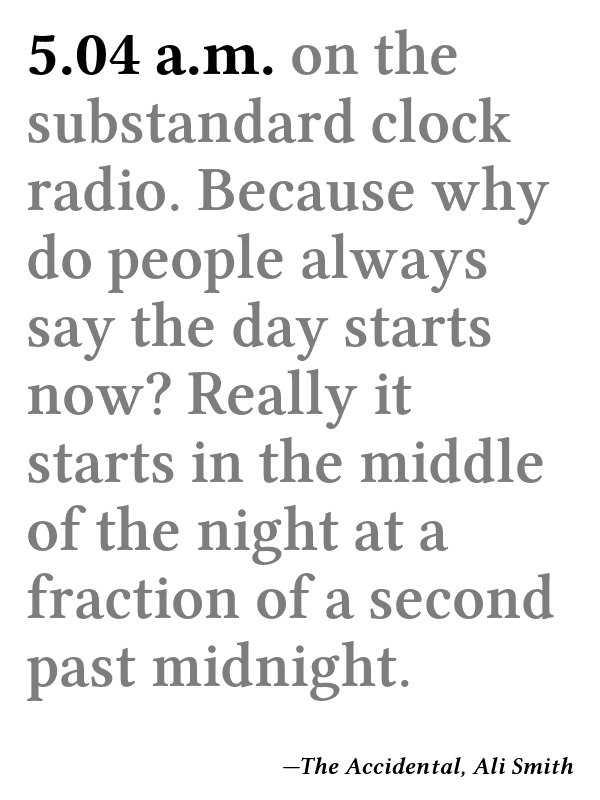 5.04 a.m. on the
substandard clock
radio. Because why
do people always
say the day starts
now? Really it
starts in the middle
of the night at a
fraction of a second
past midnight.
—The Accidental, Ali Smith